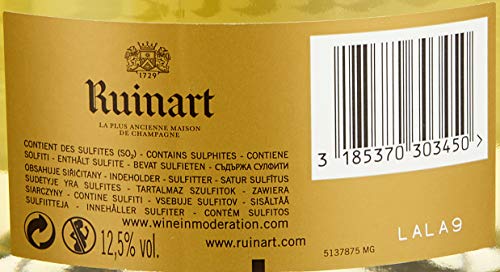 1729
Ruinart
LA PLUS ANCIENNE MAISON
DE CHAMPAGNE
CONTIENT DES SULFITES (SO₂) - CONTAINS SULPHITES - CONTIENE
SOLFITI - ENTHÄLT SULFITE - BEVAT SULFIETEN - СЪДЪРЖА СУЛФИТИ
OBSAHUJE SIŘIČITANY - INDEHOLDER - SULFITTER - SATUR SULFĪTUS
SUDETYJE YRA SULFITES - TARTALMAZ SZULFITOK - ZAWIERA
SIARCZYNY - CONTINE SULFITI - VSEBUJE SULFITOV - SISÄLTÄÄ
SULFIITTEJA - INNEHÅLLER SULFITER - CONTÉM SULFITOS
www.wineinmoderation.com
12,5% vol.
www.ruinart.com
3 185370 303450 >
5137875 MG
LALA9